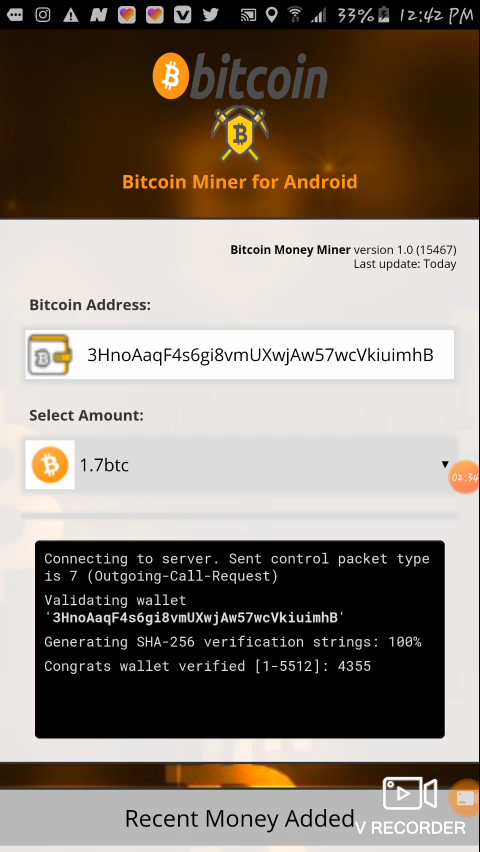 33% 12:42 PM
bitcoin
Bitcoin Miner for Android
Bitcoin Money Miner version 1.0 (15467)
Last update: Today
Bitcoin Address:
3HnoAaqF4s6gi8vmUXwjAw57wcVkiuimhB
Select Amount:
1.7btc
02:34
Connecting to server. Sent control packet type
is 7 (Outgoing-Call-Request)
Validating wallet
'3HnoAaqF4s6gi8vmUXwjAw57wcVkiuimhB'
Generating SHA-256 verification strings: 100%
Congrats wallet verified [1-5512]: 4355
Recent Money Added
V RECORDER